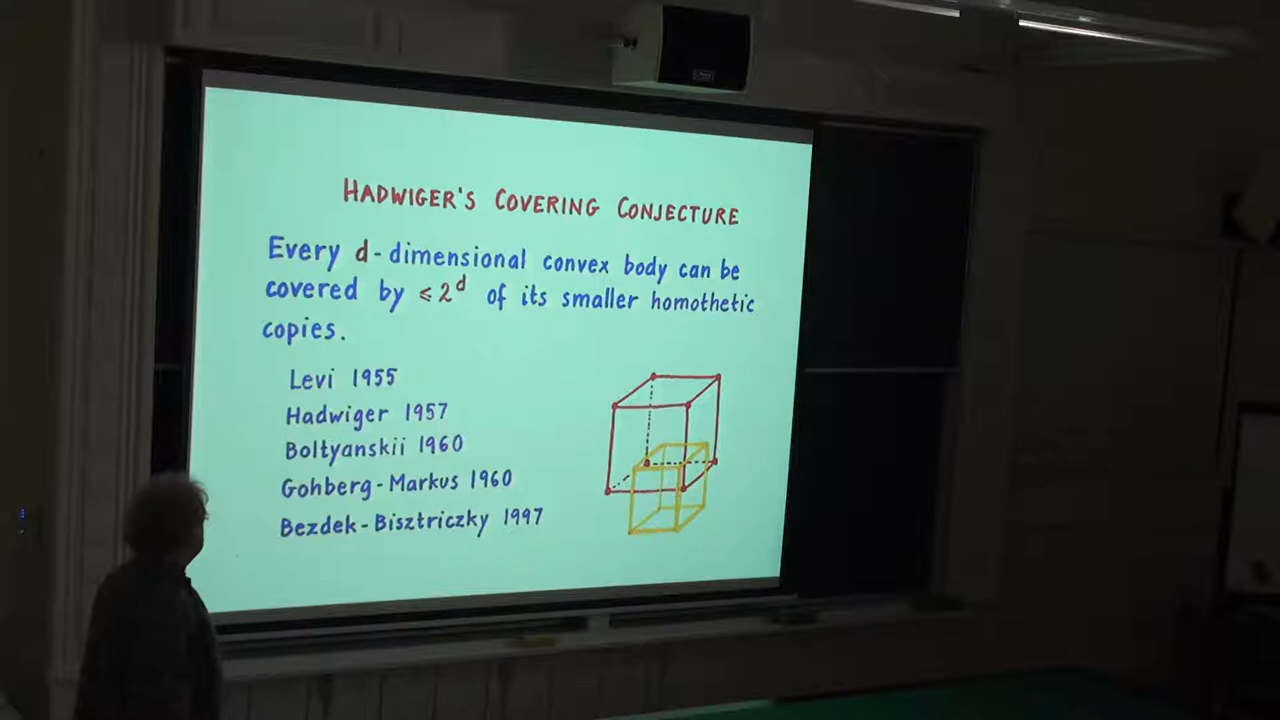 HADWIGER'S COVERING CONJECTURE
Every d-dimensional convex body can be
covered by ⩽2ᵈ of its smaller homothetic
copies.
Levi 1955
Hadwiger 1957
Boltyanskii 1960
Gohberg-Markus 1960
Bezdek-Bisztriczky 1997